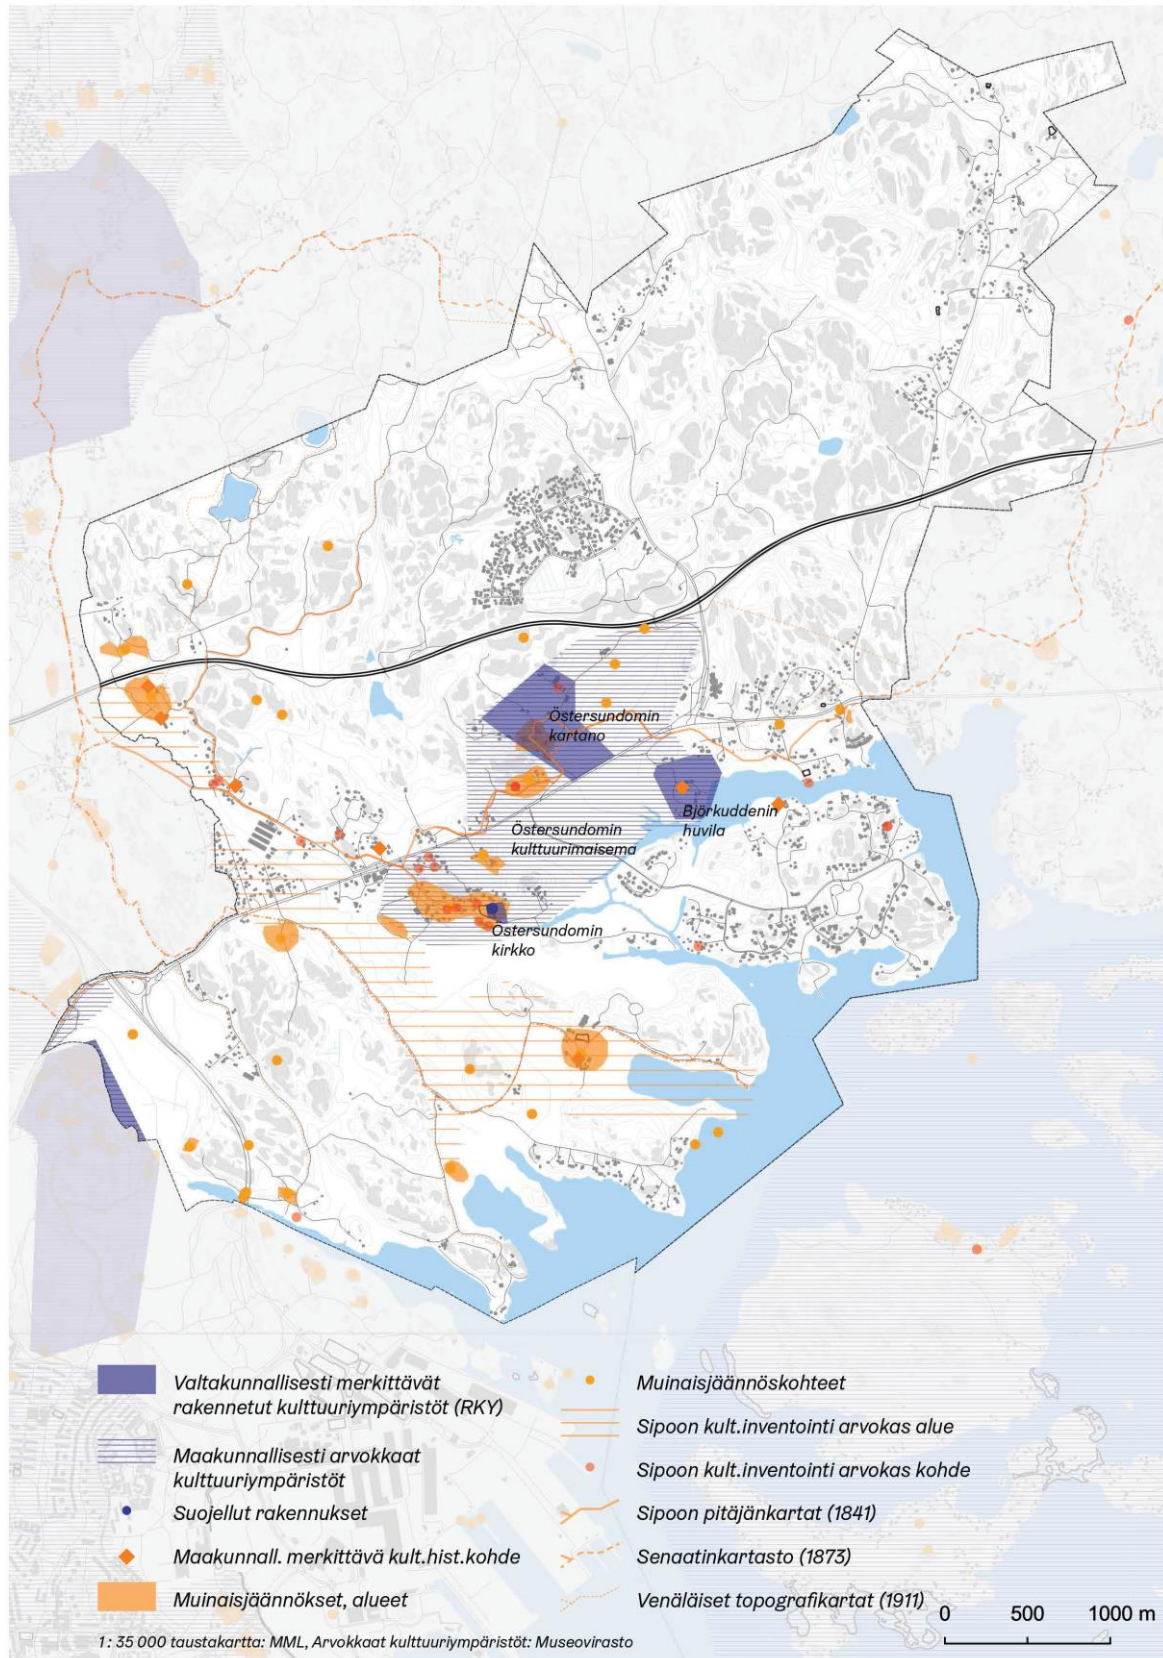 Östersundomin
kartano
Björkuddenin
huvila
Östersundomin
kulttuurimaisema
Östersundomin
kirkko
Valtakunnallisesti merkittävät
rakennetut kulttuuriympäristöt (RKY)
Maakunnallisesti arvokkaat
kulttuuriympäristöt
Suojellut rakennukset
Maakunnall. merkittävä kult.hist.kohde
Muinaisjäännökset, alueet
Muinaisjäännöskohteet
Sipoon kult.inventointi arvokas alue
Sipoon kult.inventointi arvokas kohde
Sipoon pitäjänkartat (1841)
Senaatinkartasto (1873)
Venäläiset topografikartat (1911)
0 500 1000 m
1: 35 000 taustakartta: MML, Arvokkaat kulttuuriympäristöt: Museovirasto